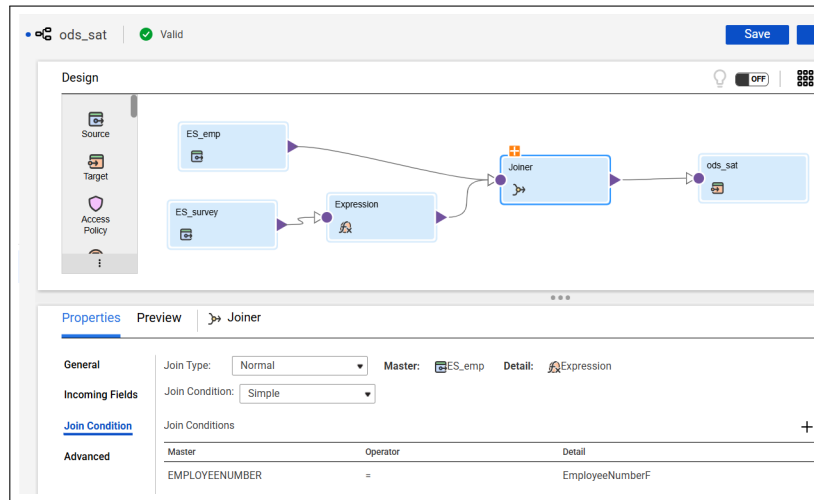 ods_sat Valid Save
Design OFF
Source
Target
Access
Policy
ES_emp
ES_survey
Expression
Joiner
ods_sat
Properties Preview Joiner
General
Incoming Fields
Join Condition
Advanced
Join Type: Normal Master: ES_emp Detail: Expression
Join Condition: Simple
Join Conditions
Master Operator Detail
EMPLOYEENUMBER = EmployeeNumberF